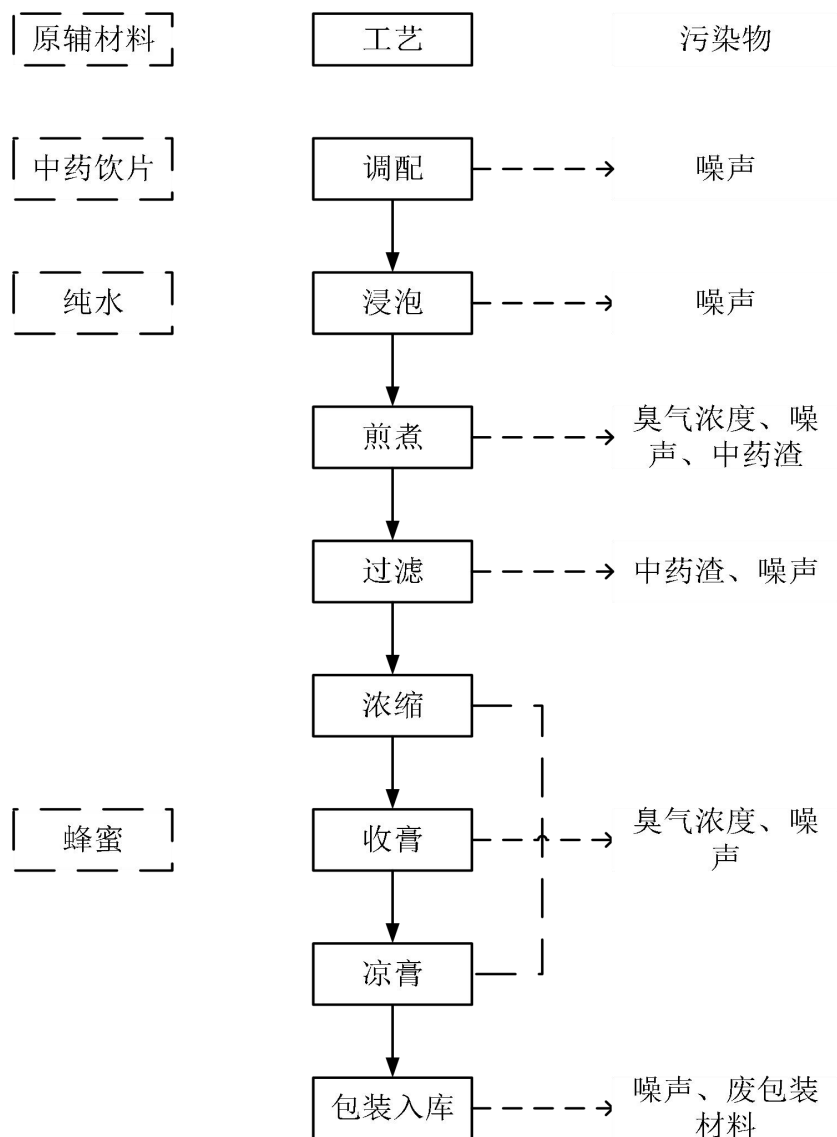 原辅材料
工艺
污染物
中药饮片
调配
噪声
纯水
浸泡
噪声
煎煮
臭气浓度、噪
声、中药渣
过滤
中药渣、噪声
浓缩
蜂蜜
收膏
臭气浓度、噪
声
凉膏
包装入库
噪声、废包装
材料